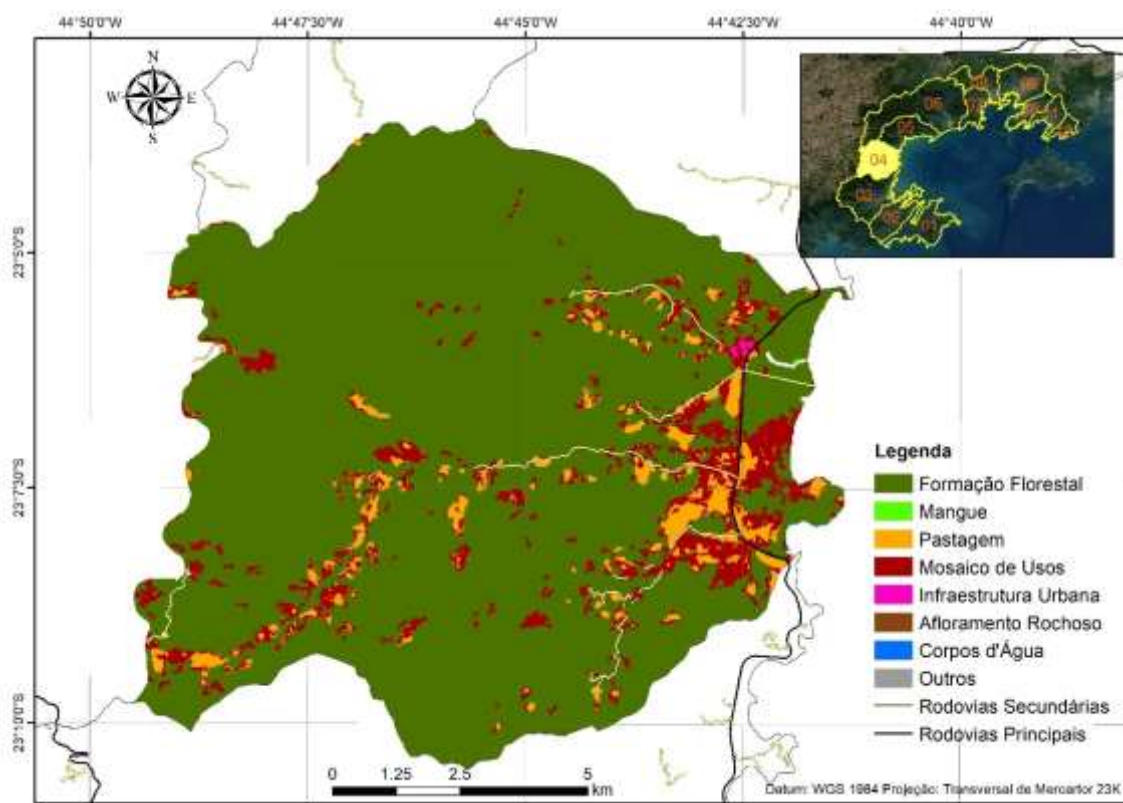 44°50'0"W 44°47'30"W 44°45'0"W 44°42'30"W 44°40'0"W
N
W E
S
06
05
04
01
23°5'0"S
23°7'30"S
23°10'0"S
Legenda
Formação Florestal
Mangue
Pastagem
Mosaico de Usos
Infraestrutura Urbana
Afloramento Rochoso
Corpos d'Água
Outros
Rodovias Secundárias
Rodovias Principais
0 1.25 2.5 5
km
Datum: WGS 1984 Projeção: Transversal de Mercartor 23K